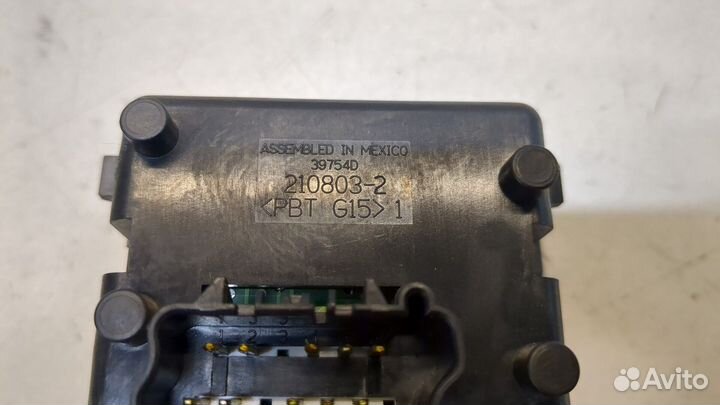 ASSEMBLED IN MEXICO
39754D
210803-2
<PBT G15> 1
Avito